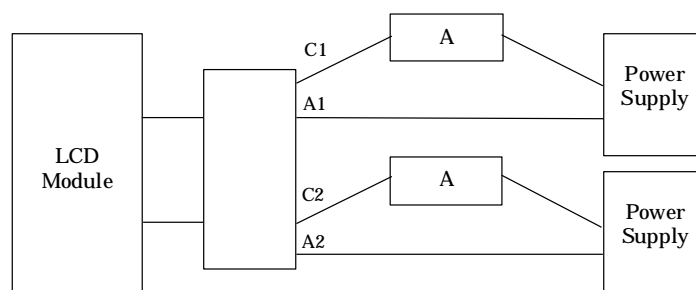 C1
A
A1
Power
Supply
LCD
Module
C2
A
A2
Power
Supply